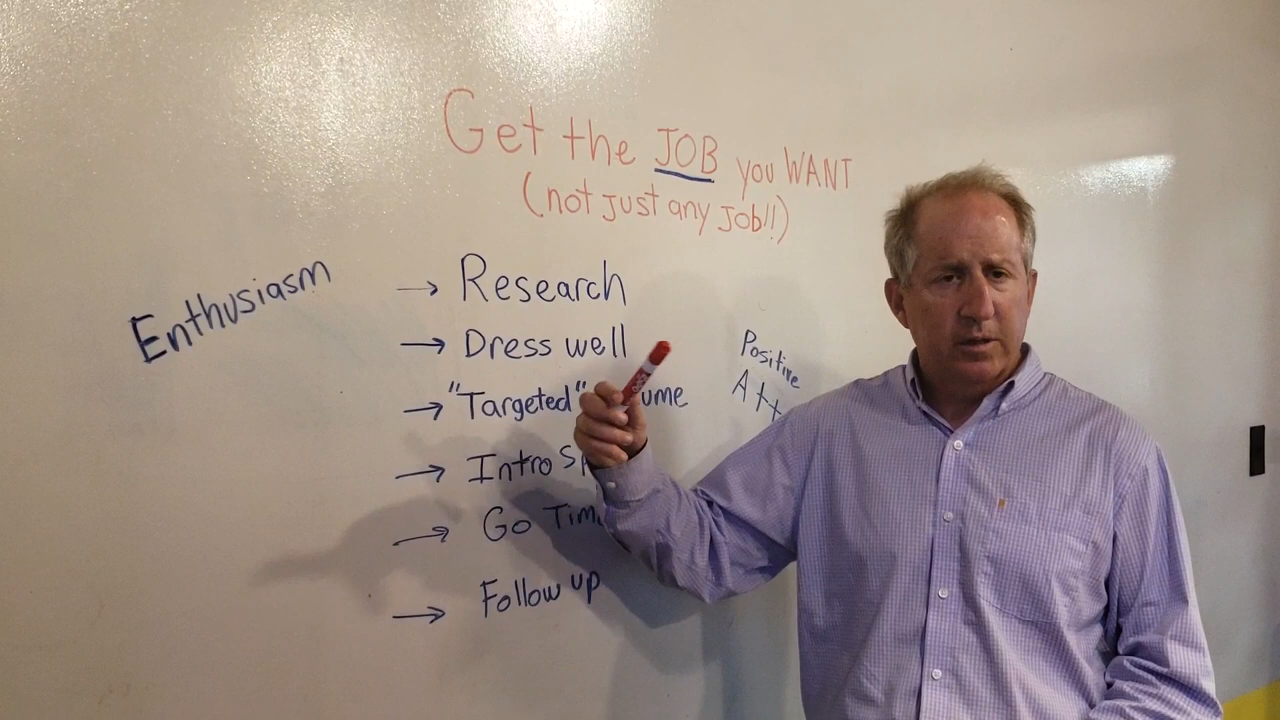 Get the JOB you WANT
(not just any JOB!!)
Enthusiasm
→ Research
→ Dress well
→ "Targeted"
→ Intro
→ Go
→ Follow up
Positive